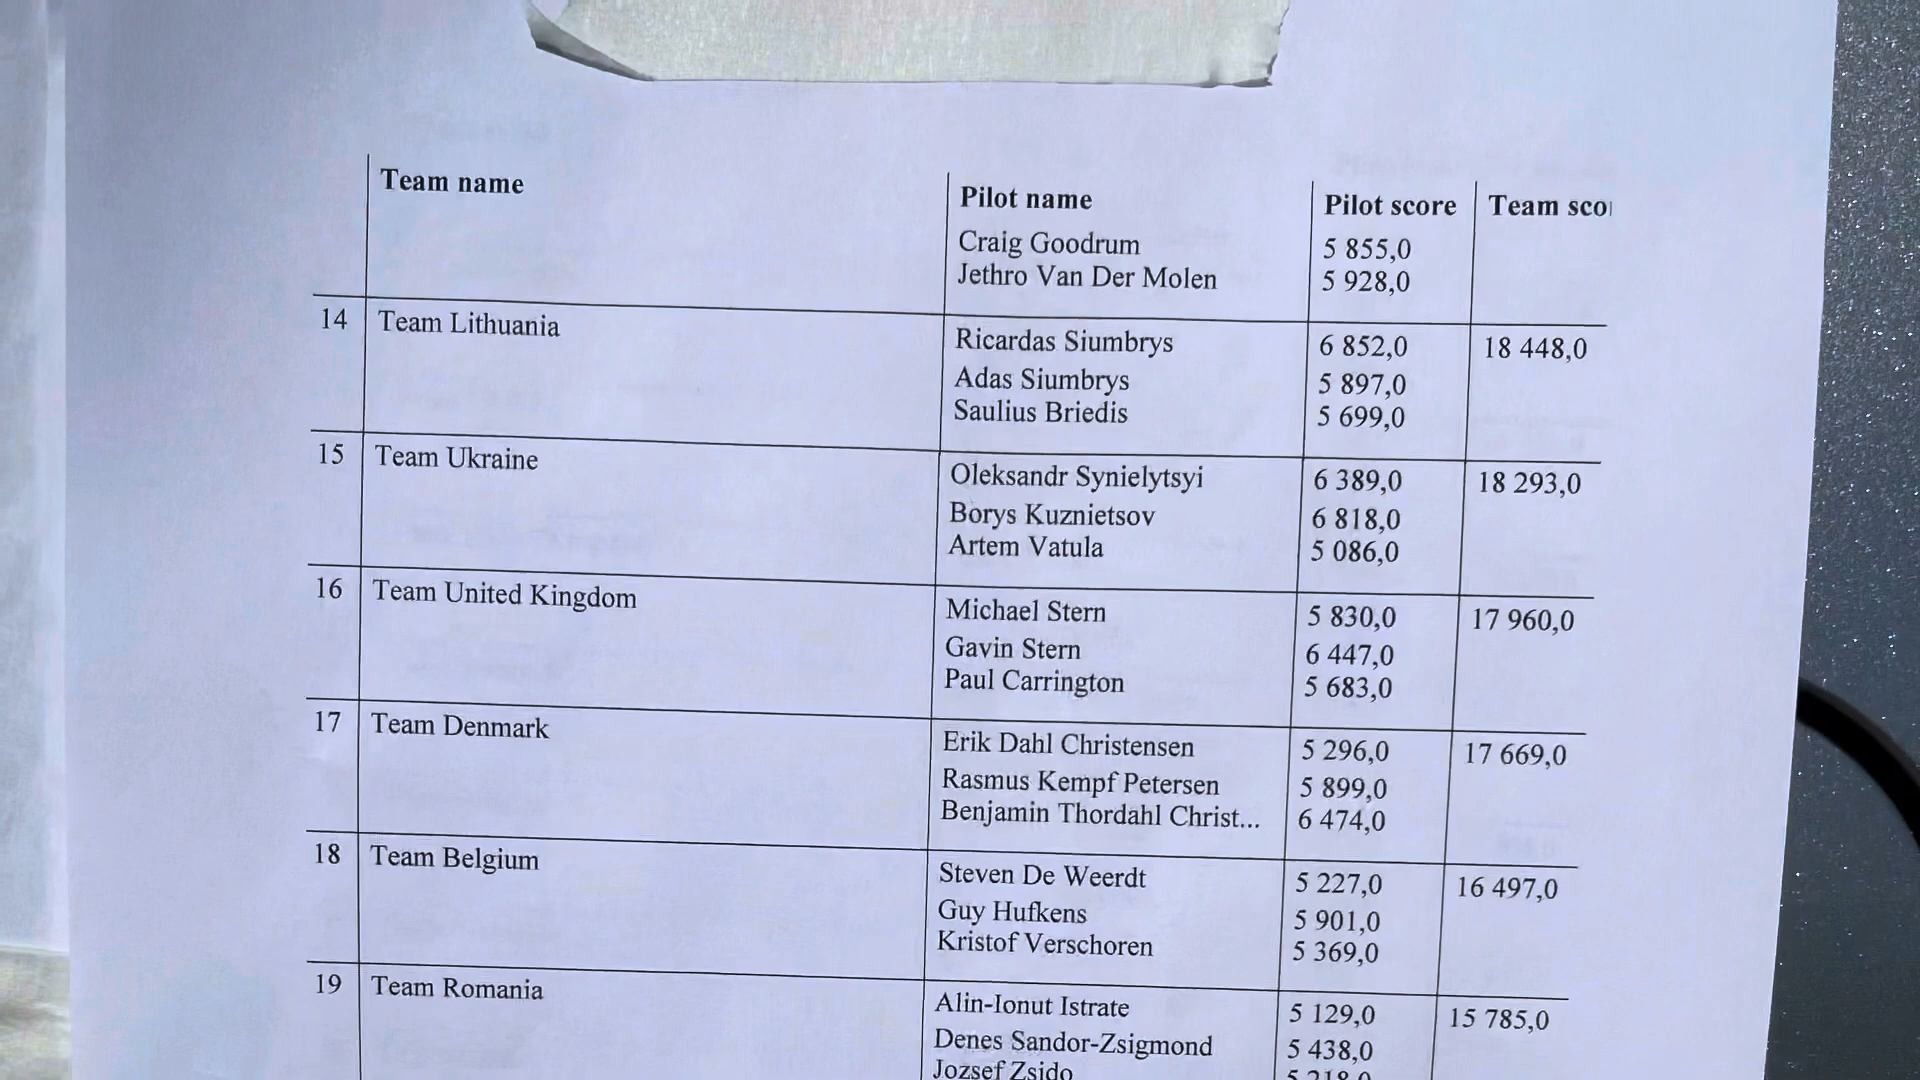 Team name Pilot name Pilot score Team sco
Craig Goodrum 5 855,0
Jethro Van Der Molen 5 928,0
14 Team Lithuania Ricardas Siumbrys 6 852,0 18 448,0
Adas Siumbrys 5 897,0
Saulius Briedis 5 699,0
15 Team Ukraine Oleksandr Synielytsyi 6 389,0 18 293,0
Borys Kuznietsov 6 818,0
Artem Vatula 5 086,0
16 Team United Kingdom Michael Stern 5 830,0 17 960,0
Gavin Stern 6 447,0
Paul Carrington 5 683,0
17 Team Denmark Erik Dahl Christensen 5 296,0 17 669,0
Rasmus Kempf Petersen 5 899,0
Benjamin Thordahl Christ... 6 474,0
18 Team Belgium Steven De Weerdt 5 227,0 16 497,0
Guy Hufkens 5 901,0
Kristof Verschoren 5 369,0
19 Team Romania Alin-Ionut Istrate 5 129,0 15 785,0
Denes Sandor-Zsigmond 5 438,0
Jozsef Zsido 5 218,0